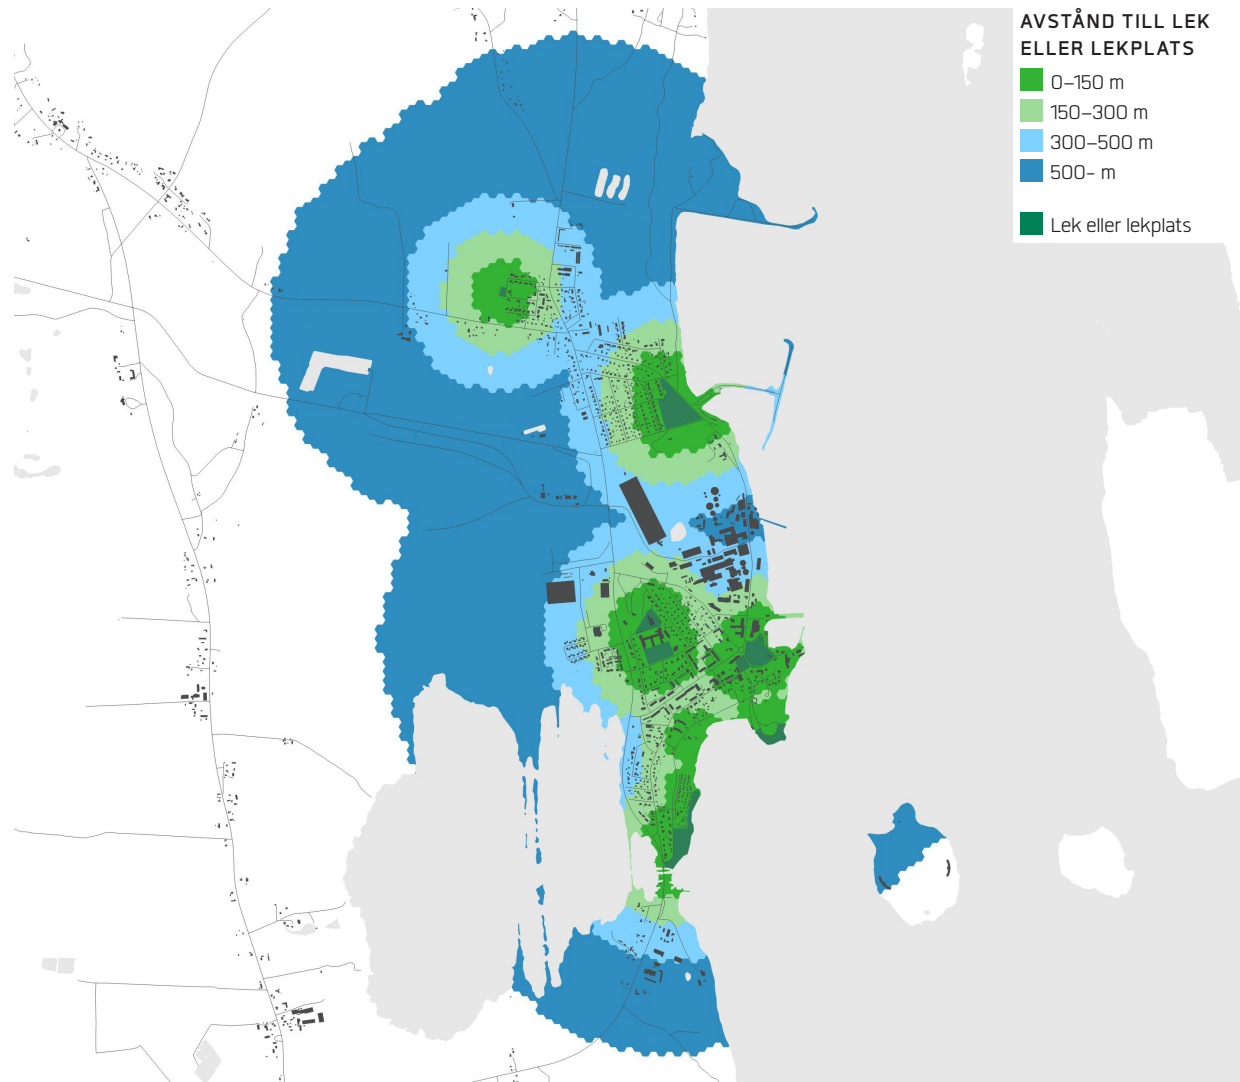 AVSTÅND TILL LEK
ELLER LEKPLATS
0–150 m
150–300 m
300–500 m
500- m
Lek eller lekplats